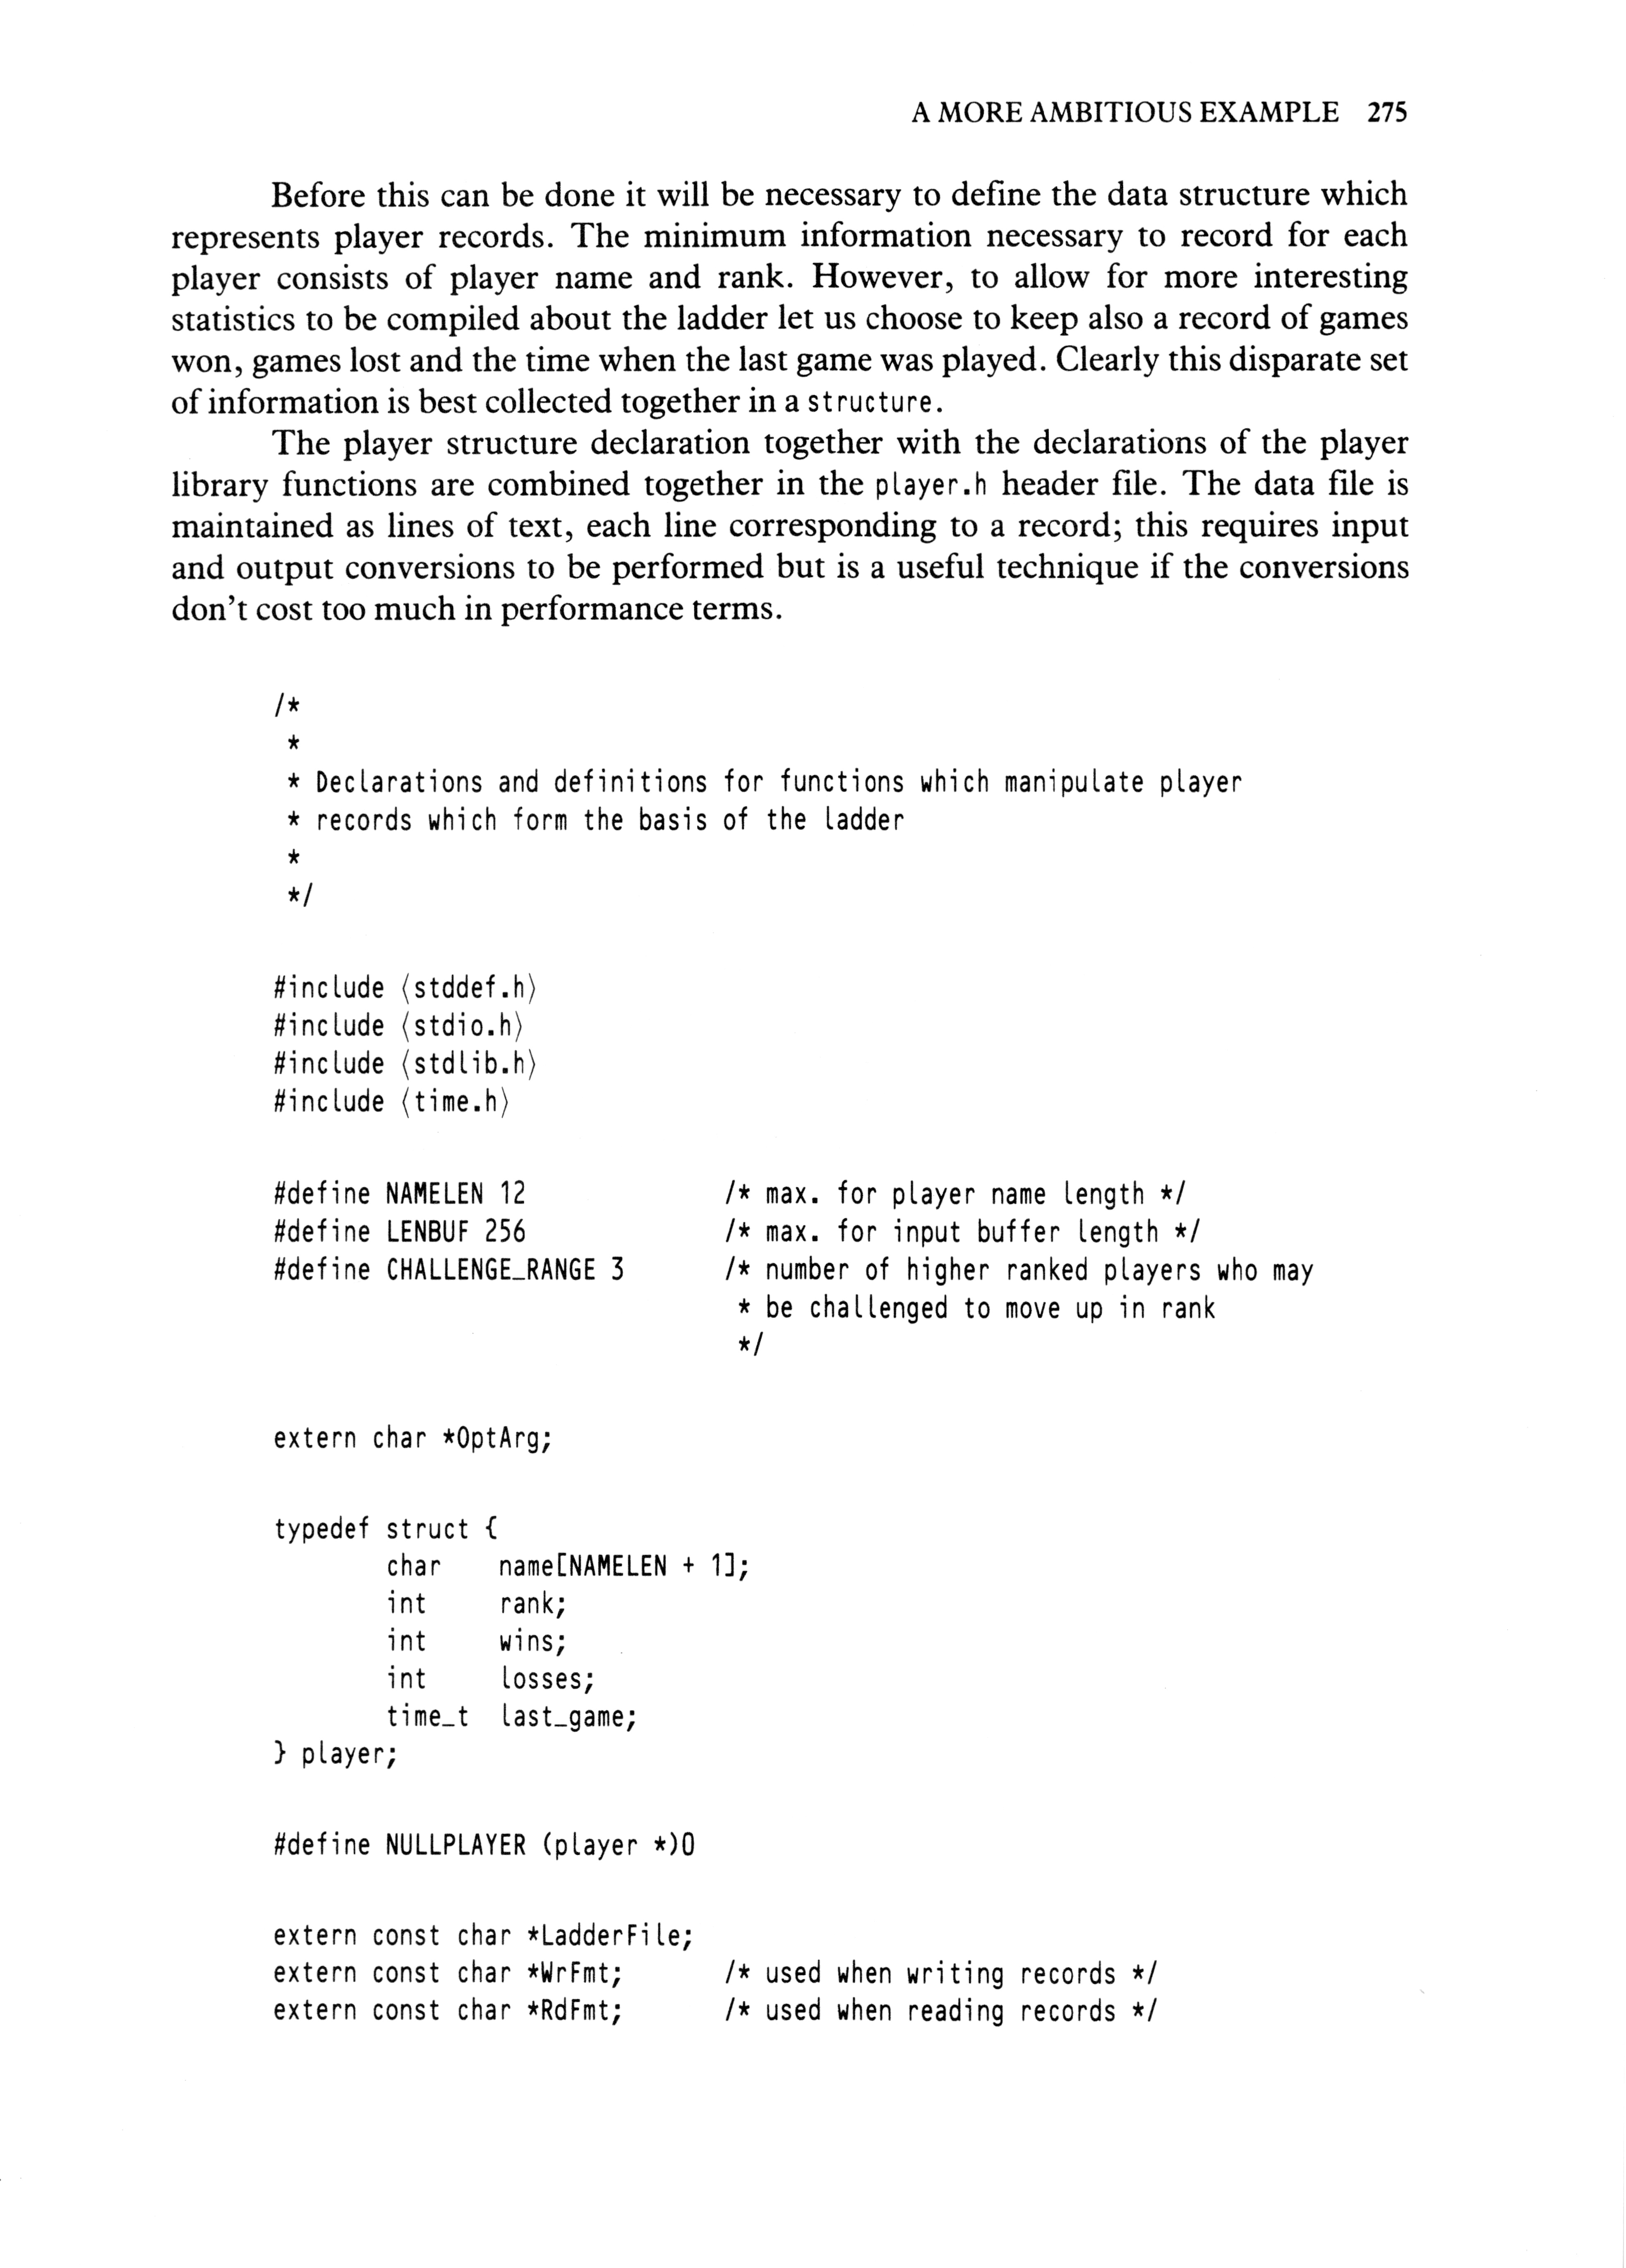 A MORE AMBITIOUS EXAMPLE 275
Before this can be done it will be necessary to define the data structure which
represents player records. The minimum information necessary to record for each
player consists of player name and rank. However, to allow for more interesting
statistics to be compiled about the ladder let us choose to keep also a record of games
won, games lost and the time when the last game was played. Clearly this disparate set
of information is best collected together in a structure.
The player structure declaration together with the declarations of the player
library functions are combined together in the player.h header file. The data file is
maintained as lines of text, each line corresponding to a record; this requires input
and output conversions to be performed but is a useful technique if the conversions
don't cost too much in performance terms.
/*
 *
 * Declarations and definitions for functions which manipulate player
 * records which form the basis of the ladder
 *
 */
#include ⟨stddef.h⟩
#include ⟨stdio.h⟩
#include ⟨stdlib.h⟩
#include ⟨time.h⟩
#define NAMELEN 12 /* max. for player name length */
#define LENBUF 256 /* max. for input buffer length */
#define CHALLENGE_RANGE 3 /* number of higher ranked players who may
 * be challenged to move up in rank
 */
extern char *OptArg;
typedef struct {
char name[NAMELEN + 1];
int rank;
int wins;
int losses;
time_t last_game;
} player;
#define NULLPLAYER (player *)0
extern const char *LadderFile;
extern const char *WrFmt; /* used when writing records */
extern const char *RdFmt; /* used when reading records */